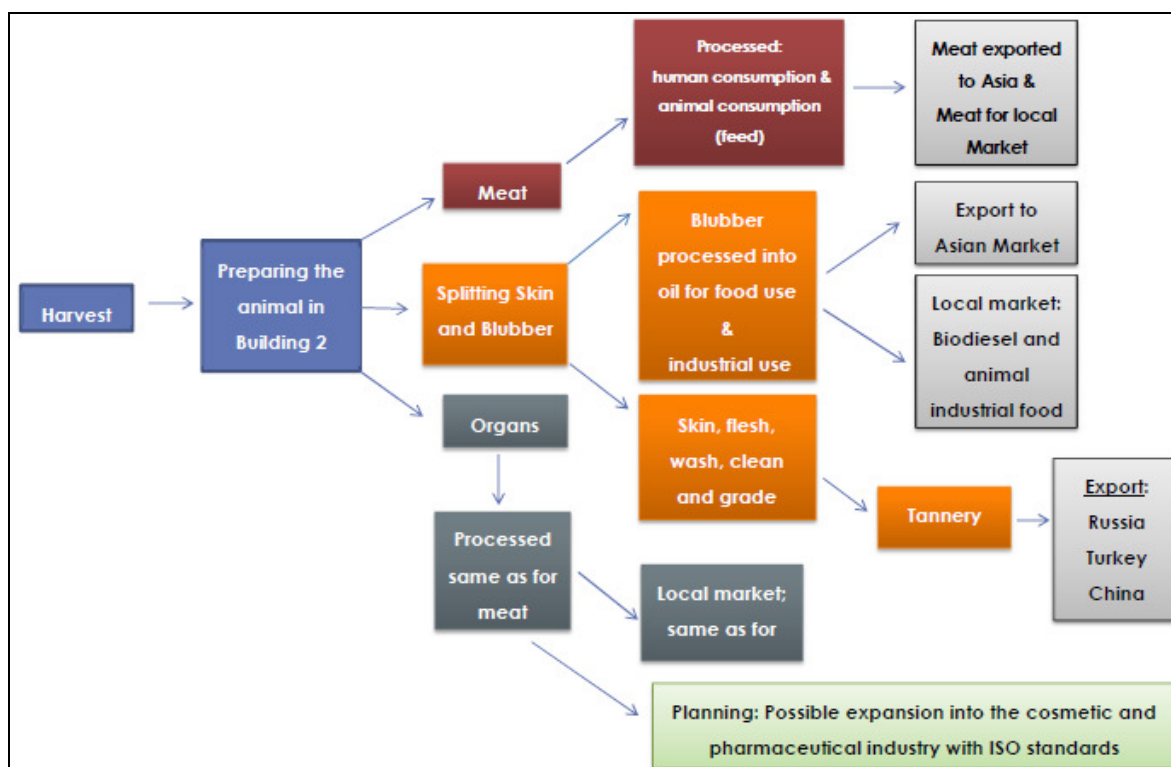 Harvest
Preparing the
animal in
Building 2
Meat
Processed:
human consumption &
animal consumption
(feed)
Meat exported
to Asia &
Meat for local
Market
Splitting Skin
and Blubber
Blubber
processed into
oil for food use
&
industrial use
Export to
Asian Market
Local market:
Biodiesel and
animal
industrial food
Skin, flesh,
wash, clean
and grade
Tannery
Export:
Russia
Turkey
China
Organs
Processed
same as for
meat
Local market;
same as for
Planning: Possible expansion into the cosmetic and
pharmaceutical industry with ISO standards